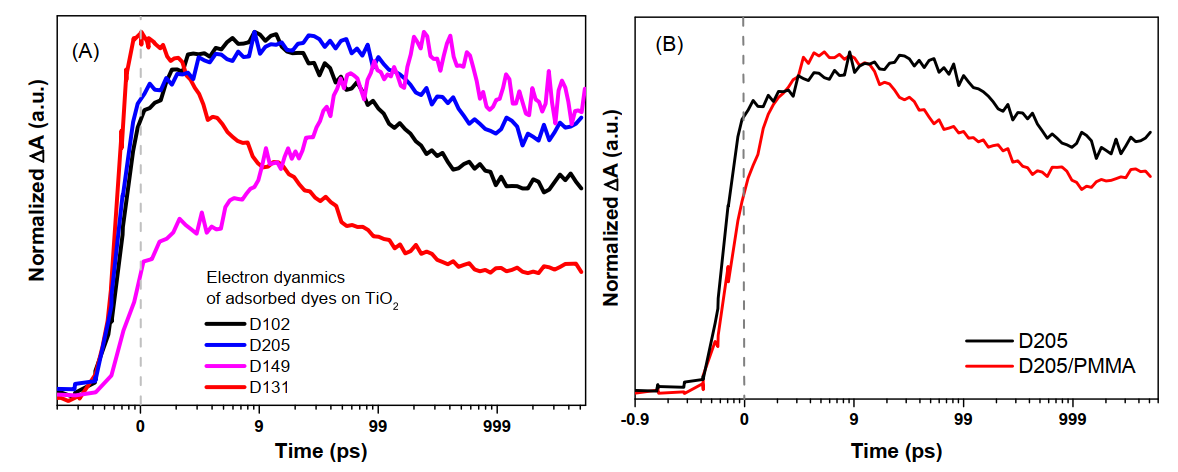 (A)
Normalized ΔA (a.u.)
Electron dyanmics
of adsorbed dyes on TiO2
D102
D205
D149
D131
0 9 99 999
Time (ps)
(B)
Normalized ΔA (a.u.)
D205
D205/PMMA
-0.9 0 9 99 999
Time (ps)